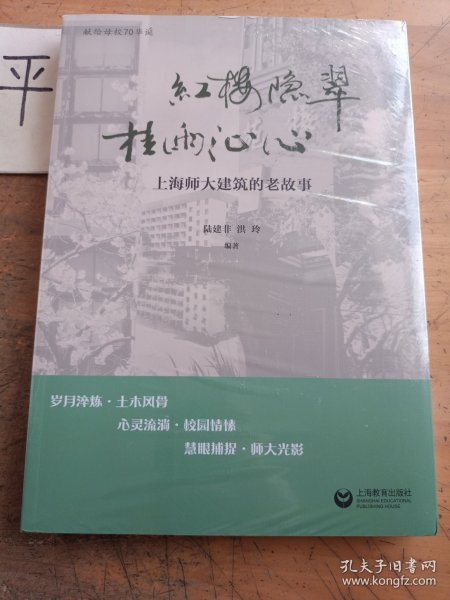 献给母校70华诞
平
红楼隐翠
桂雨沁心
上海师大建筑的老故事
陆建非 洪玲
编著
岁月淬炼·土木风骨
心灵流淌·校园情愫
慧眼捕捉·师大光影
上海教育出版社
SHANGHAI EDUCATIONAL
PUBLISHING HOUSE
孔夫子旧书网
www.kongfz.com